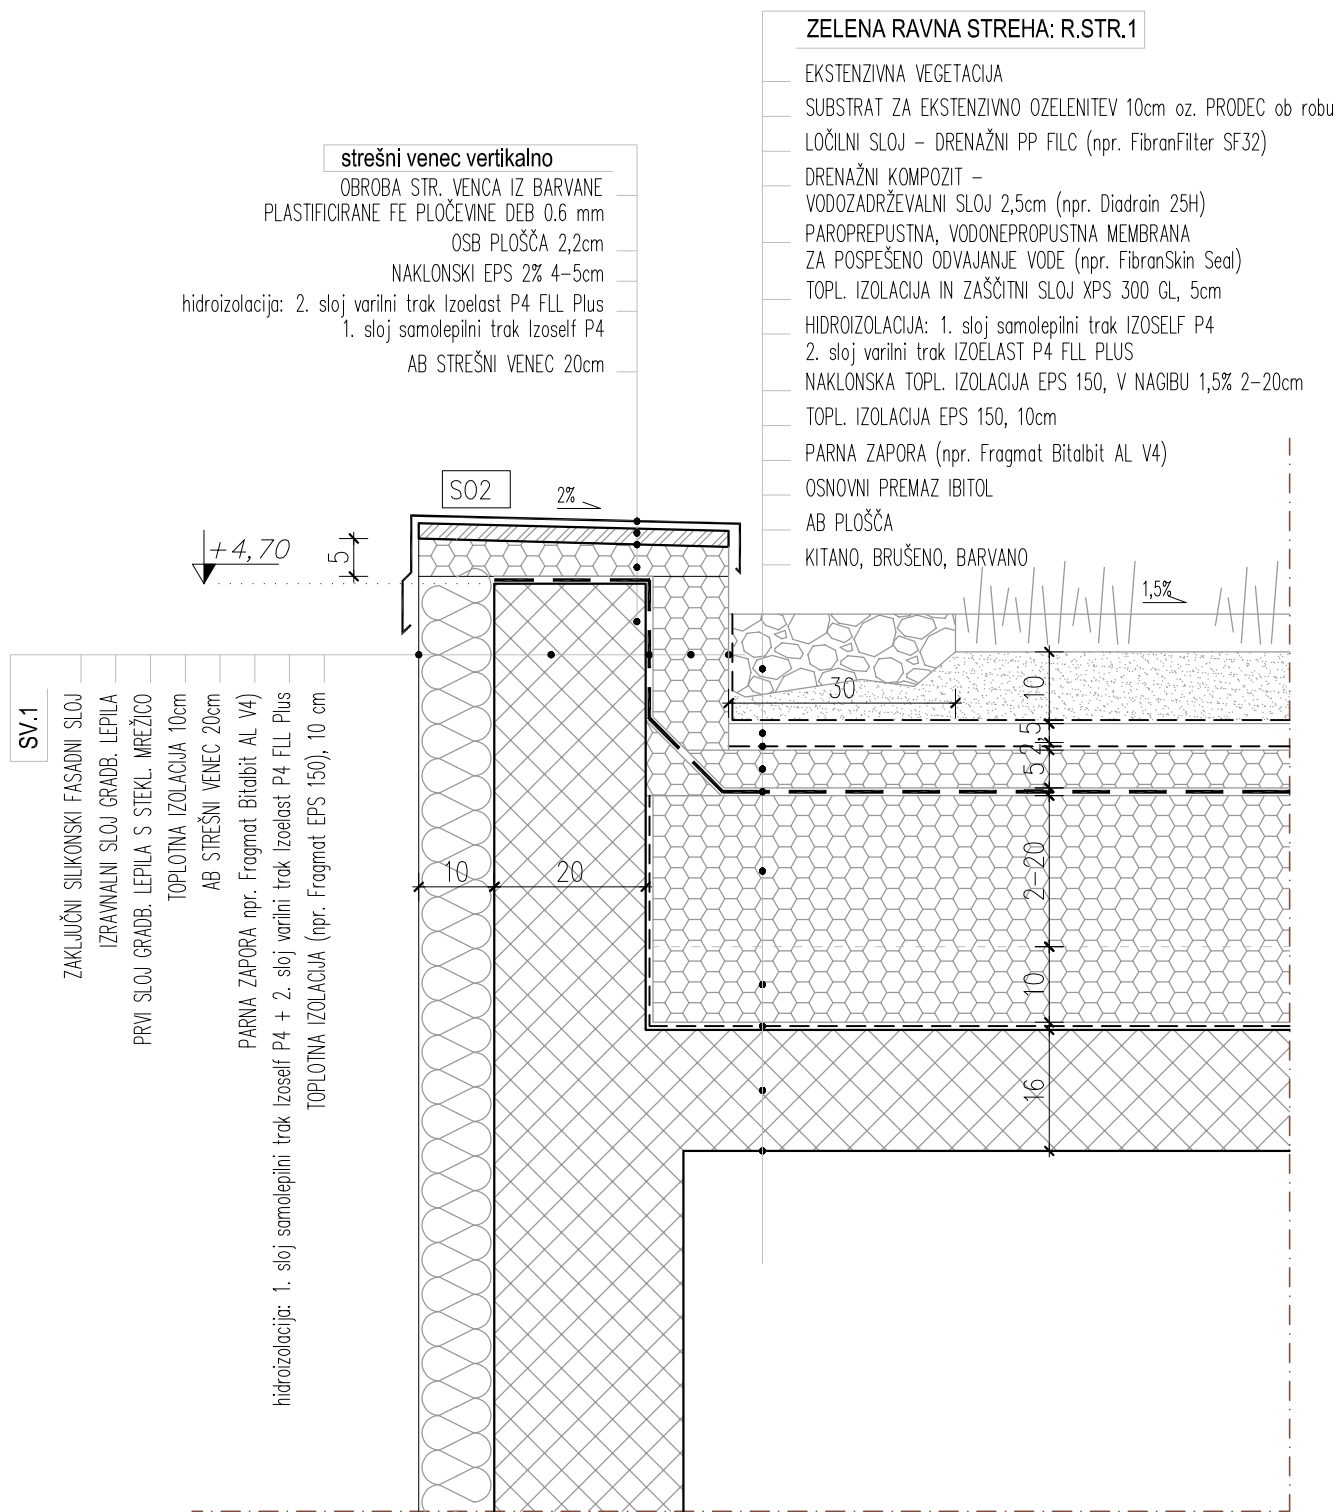 ZELENA RAVNA STREHA: R.STR.1
EKSTENZIVNA VEGETACIJA
SUBSTRAT ZA EKSTENZIVNO OZELENITEV 10cm oz. PRODEC ob robu
LOČILNI SLOJ – DRENAŽNI PP FILC (npr. FibranFilter SF32)
DRENAŽNI KOMPOZIT –
VODOZADRŽEVALNI SLOJ 2,5cm (npr. Diadrain 25H)
PAROPREPUSTNA, VODONEPROPUSTNA MEMBRANA
ZA POSPEŠENO ODVAJANJE VODE (npr. FibranSkin Seal)
TOPL. IZOLACIJA IN ZAŠČITNI SLOJ XPS 300 GL, 5cm
HIDROIZOLACIJA: 1. sloj samolepilni trak IZOSELF P4
2. sloj varilni trak IZOELAST P4 FLL PLUS
NAKLONSKA TOPL. IZOLACIJA EPS 150, V NAGIBU 1,5% 2–20cm
TOPL. IZOLACIJA EPS 150, 10cm
PARNA ZAPORA (npr. Fragmat Bitalbit AL V4)
OSNOVNI PREMAZ IBITOL
AB PLOŠČA
KITANO, BRUŠENO, BARVANO
strešni venec vertikalno
OBROBA STR. VENCA IZ BARVANE
PLASTIFICIRANE FE PLOČEVINE DEB 0.6 mm
OSB PLOŠČA 2,2cm
NAKLONSKI EPS 2% 4–5cm
hidroizolacija: 2. sloj varilni trak Izoelast P4 FLL Plus
1. sloj samolepilni trak Izoself P4
AB STREŠNI VENEC 20cm
S02
2%
+4,70
5
1,5%
30
10
2,5
5
2–20
10
16
10
20
SV.1
ZAKLJUČNI SILIKONSKI FASADNI SLOJ
IZRAVNALNI SLOJ GRADB. LEPILA
PRVI SLOJ GRADB. LEPILA S STEKL. MREŽICO
TOPLOTNA IZOLACIJA 10cm
AB STREŠNI VENEC 20cm
PARNA ZAPORA npr. Fragmat Bitalbit AL V4)
hidroizolacija: 1. sloj samolepilni trak Izoself P4 + 2. sloj varilni trak Izoelast P4 FLL Plus
TOPLOTNA IZOLACIJA (npr. Fragmat EPS 150), 10 cm